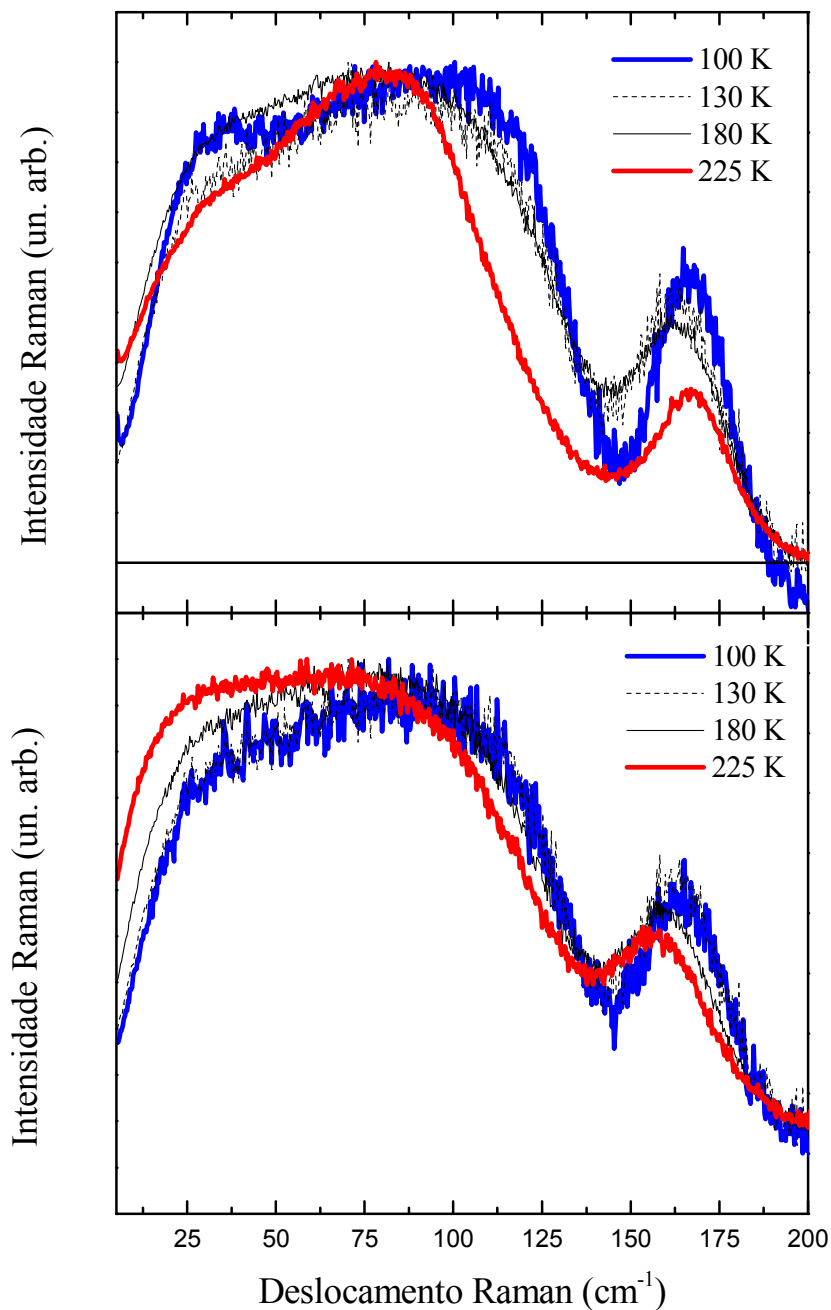 Intensidade Raman (un. arb.)
100 K
130 K
180 K
225 K
Intensidade Raman (un. arb.)
100 K
130 K
180 K
225 K
25 50 75 100 125 150 175 200
Deslocamento Raman (cm⁻¹)